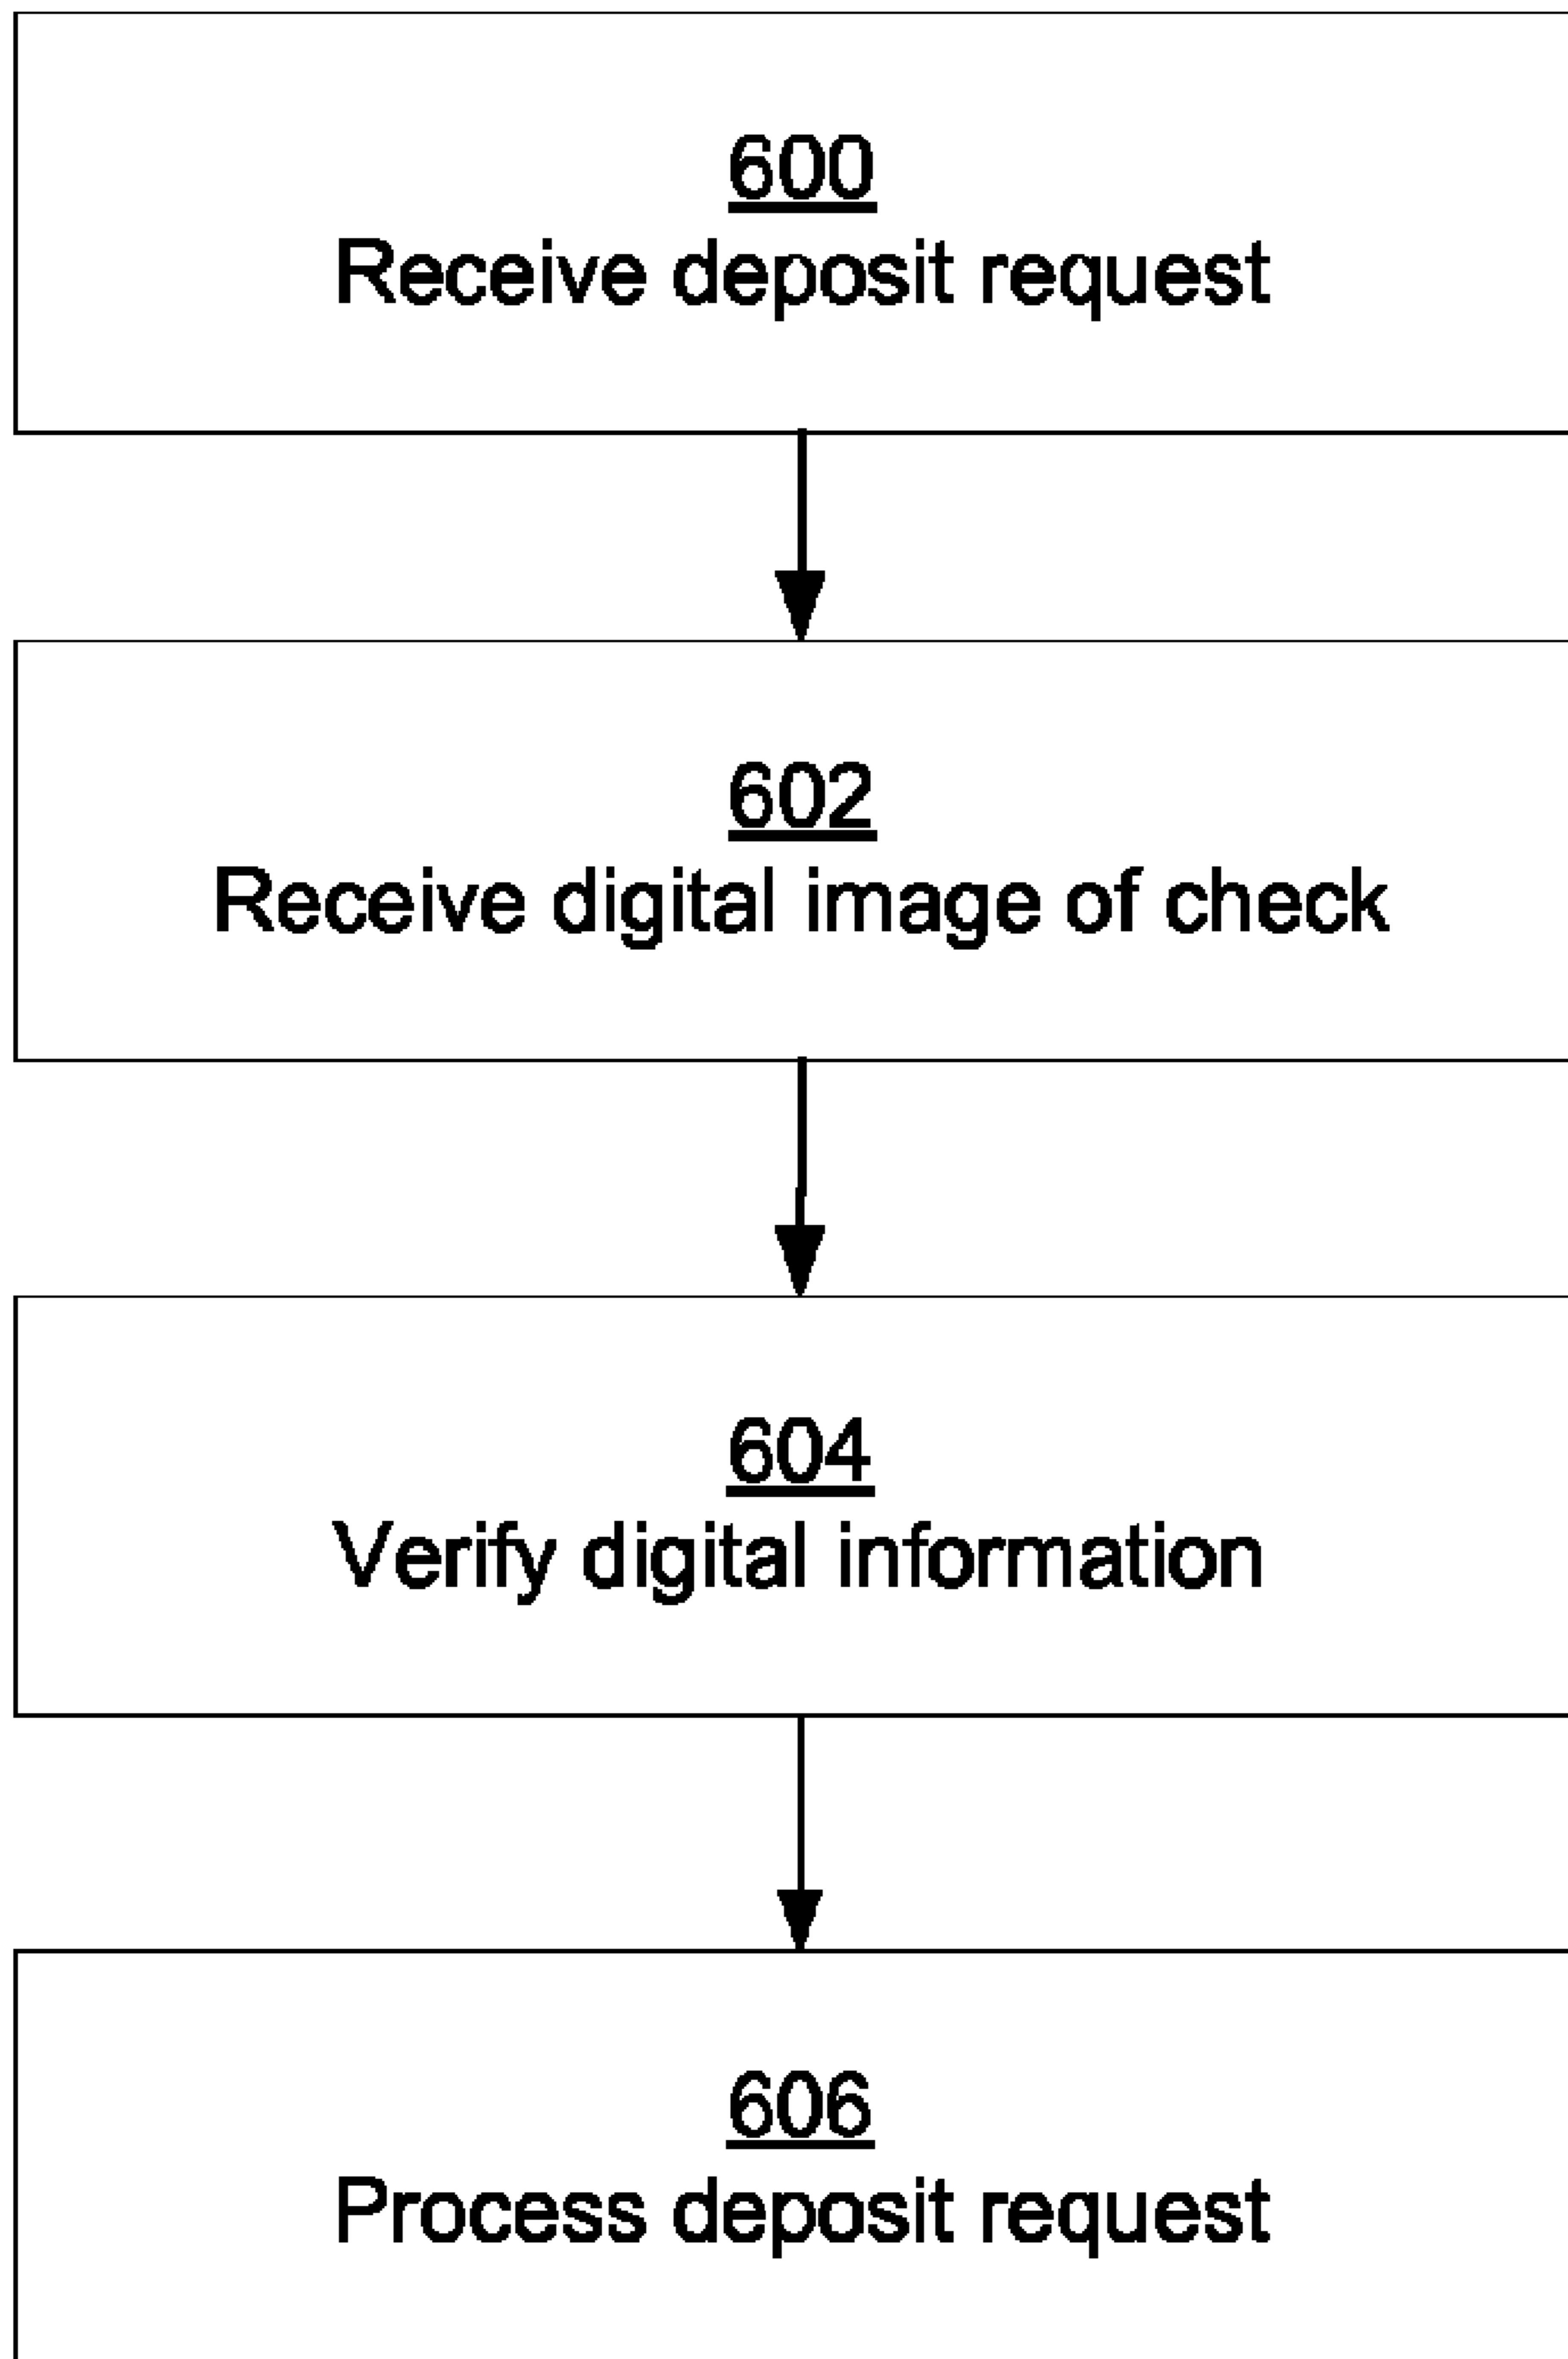 600
Receive deposit request
602
Receive digital image of check
604
Verify digital information
606
Process deposit request